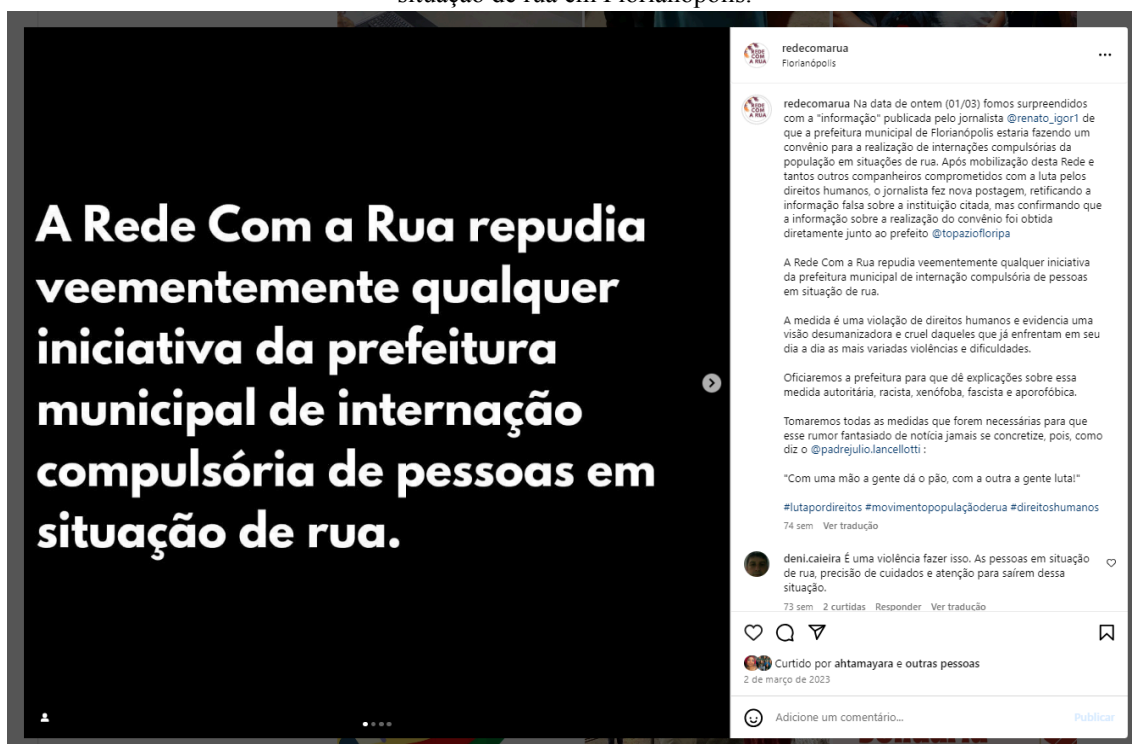 situação de rua em Florianópolis.
A Rede Com a Rua repudia
veementemente qualquer
iniciativa da prefeitura
municipal de internação
compulsória de pessoas em
situação de rua.
REDE
COM
A RUA
redecomarua
Florianópolis
REDE
COM
A RUA
redecomarua Na data de ontem (01/03) fomos surpreendidos
com a "informação" publicada pelo jornalista @renato_igor1 de
que a prefeitura municipal de Florianópolis estaria fazendo um
convênio para a realização de internações compulsórias da
população em situações de rua. Após mobilização desta Rede e
tantos outros companheiros comprometidos com a luta pelos
direitos humanos, o jornalista fez nova postagem, retificando a
informação falsa sobre a instituição citada, mas confirmando que
a informação sobre a realização do convênio foi obtida
diretamente junto ao prefeito @topaziofloripa
A Rede Com a Rua repudia veementemente qualquer iniciativa
da prefeitura municipal de internação compulsória de pessoas
em situação de rua.
A medida é uma violação de direitos humanos e evidencia uma
visão desumanizadora e cruel daqueles que já enfrentam em seu
dia a dia as mais variadas violências e dificuldades.
Oficiaremos a prefeitura para que dê explicações sobre essa
medida autoritária, racista, xenófoba, fascista e aporofóbica.
Tomaremos todas as medidas que forem necessárias para que
esse rumor fantasiado de notícia jamais se concretize, pois, como
diz o @padrejulio.lancellotti :
"Com uma mão a gente dá o pão, com a outra a gente luta!"
#lutapordireitos #movimentopopulaçãoderua #direitoshumanos
74 sem Ver tradução
deni.caieira É uma violência fazer isso. As pessoas em situação
de rua, precisão de cuidados e atenção para saírem dessa
situação.
73 sem 2 curtidas Responder Ver tradução
Curtido por ahtamayara e outras pessoas
2 de março de 2023
Adicione um comentário...
Publicar